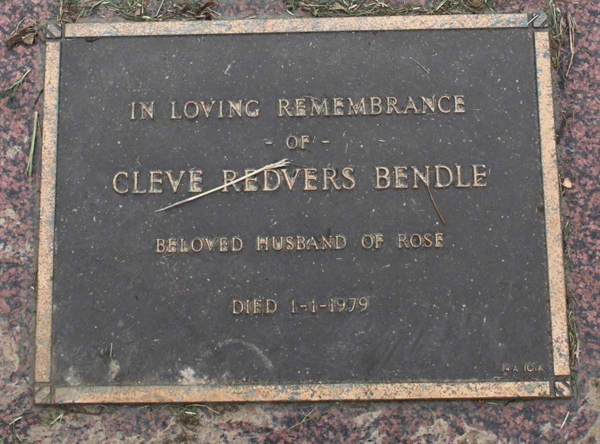 IN LOVING REMEMBRANCE
- OF -
CLEVE REDVERS BENDLE
BELOVED HUSBAND OF ROSE
DIED 1-1-1979